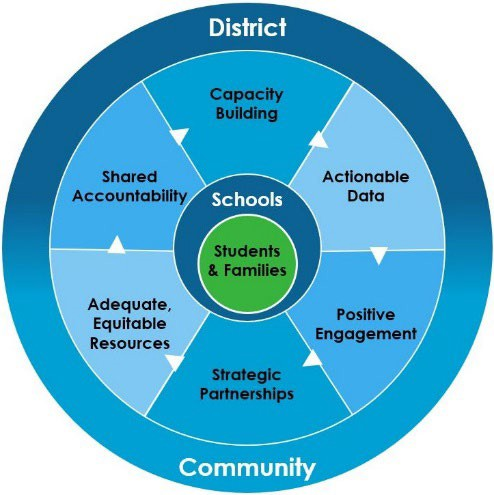 District
Capacity
Building
Actionable
Data
Positive
Engagement
Strategic
Partnerships
Adequate,
Equitable
Resources
Shared
Accountability
Schools
Students
& Families
Community